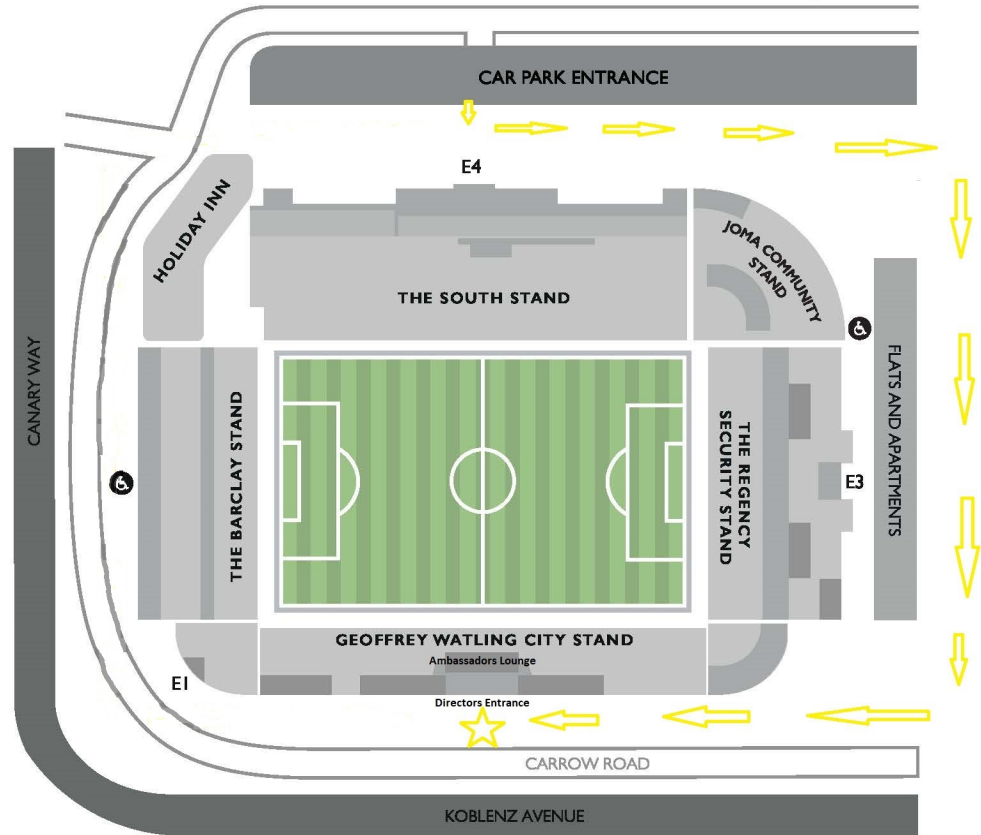 CAR PARK ENTRANCE
E4
HOLIDAY INN
JOMA COMMUNITY
STAND
THE SOUTH STAND
CANARY WAY
THE BARCLAY STAND
THE REGENCY
SECURITY STAND
E3
FLATS AND APARTMENTS
GEOFFREY WATLING CITY STAND
Ambassadors Lounge
E1
Directors Entrance
CARROW ROAD
KOBLENZ AVENUE